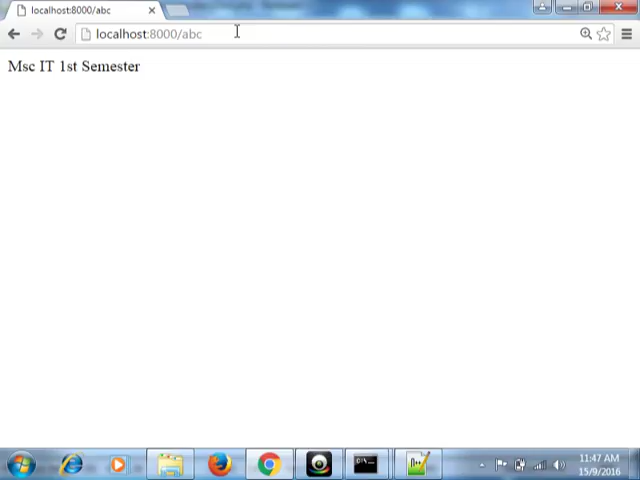 localhost:8000/abc
localhost:8000/abc
Msc IT 1st Semester
11:47 AM
15/9/2016